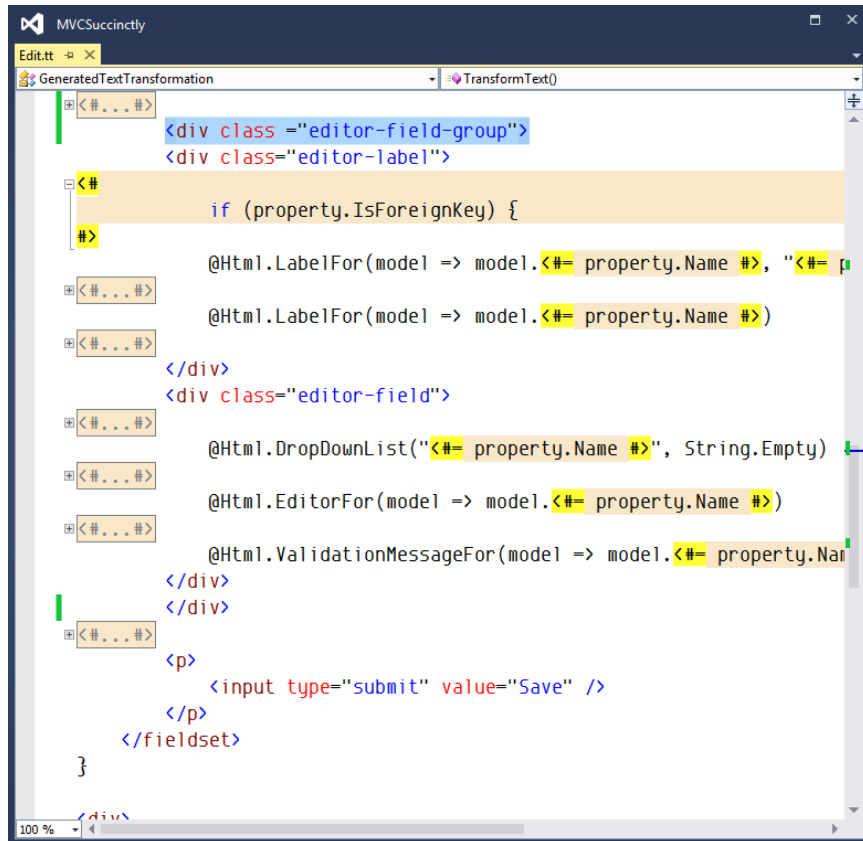 MVCSuccinctly
Edit.tt
GeneratedTextTransformation TransformText()
<#...#>
<div class ="editor-field-group">
<div class="editor-label">
<#
if (property.IsForeignKey) {
#>
@Html.LabelFor(model => model.<#= property.Name #>, "<#= p
<#...#>
@Html.LabelFor(model => model.<#= property.Name #>)
<#...#>
</div>
<div class="editor-field">
<#...#>
@Html.DropDownList("<#= property.Name #>", String.Empty)
<#...#>
@Html.EditorFor(model => model.<#= property.Name #>)
<#...#>
@Html.ValidationMessageFor(model => model.<#= property.Nam
</div>
</div>
<#...#>
<p>
<input type="submit" value="Save" />
</p>
</fieldset>
}
<div>
100 %